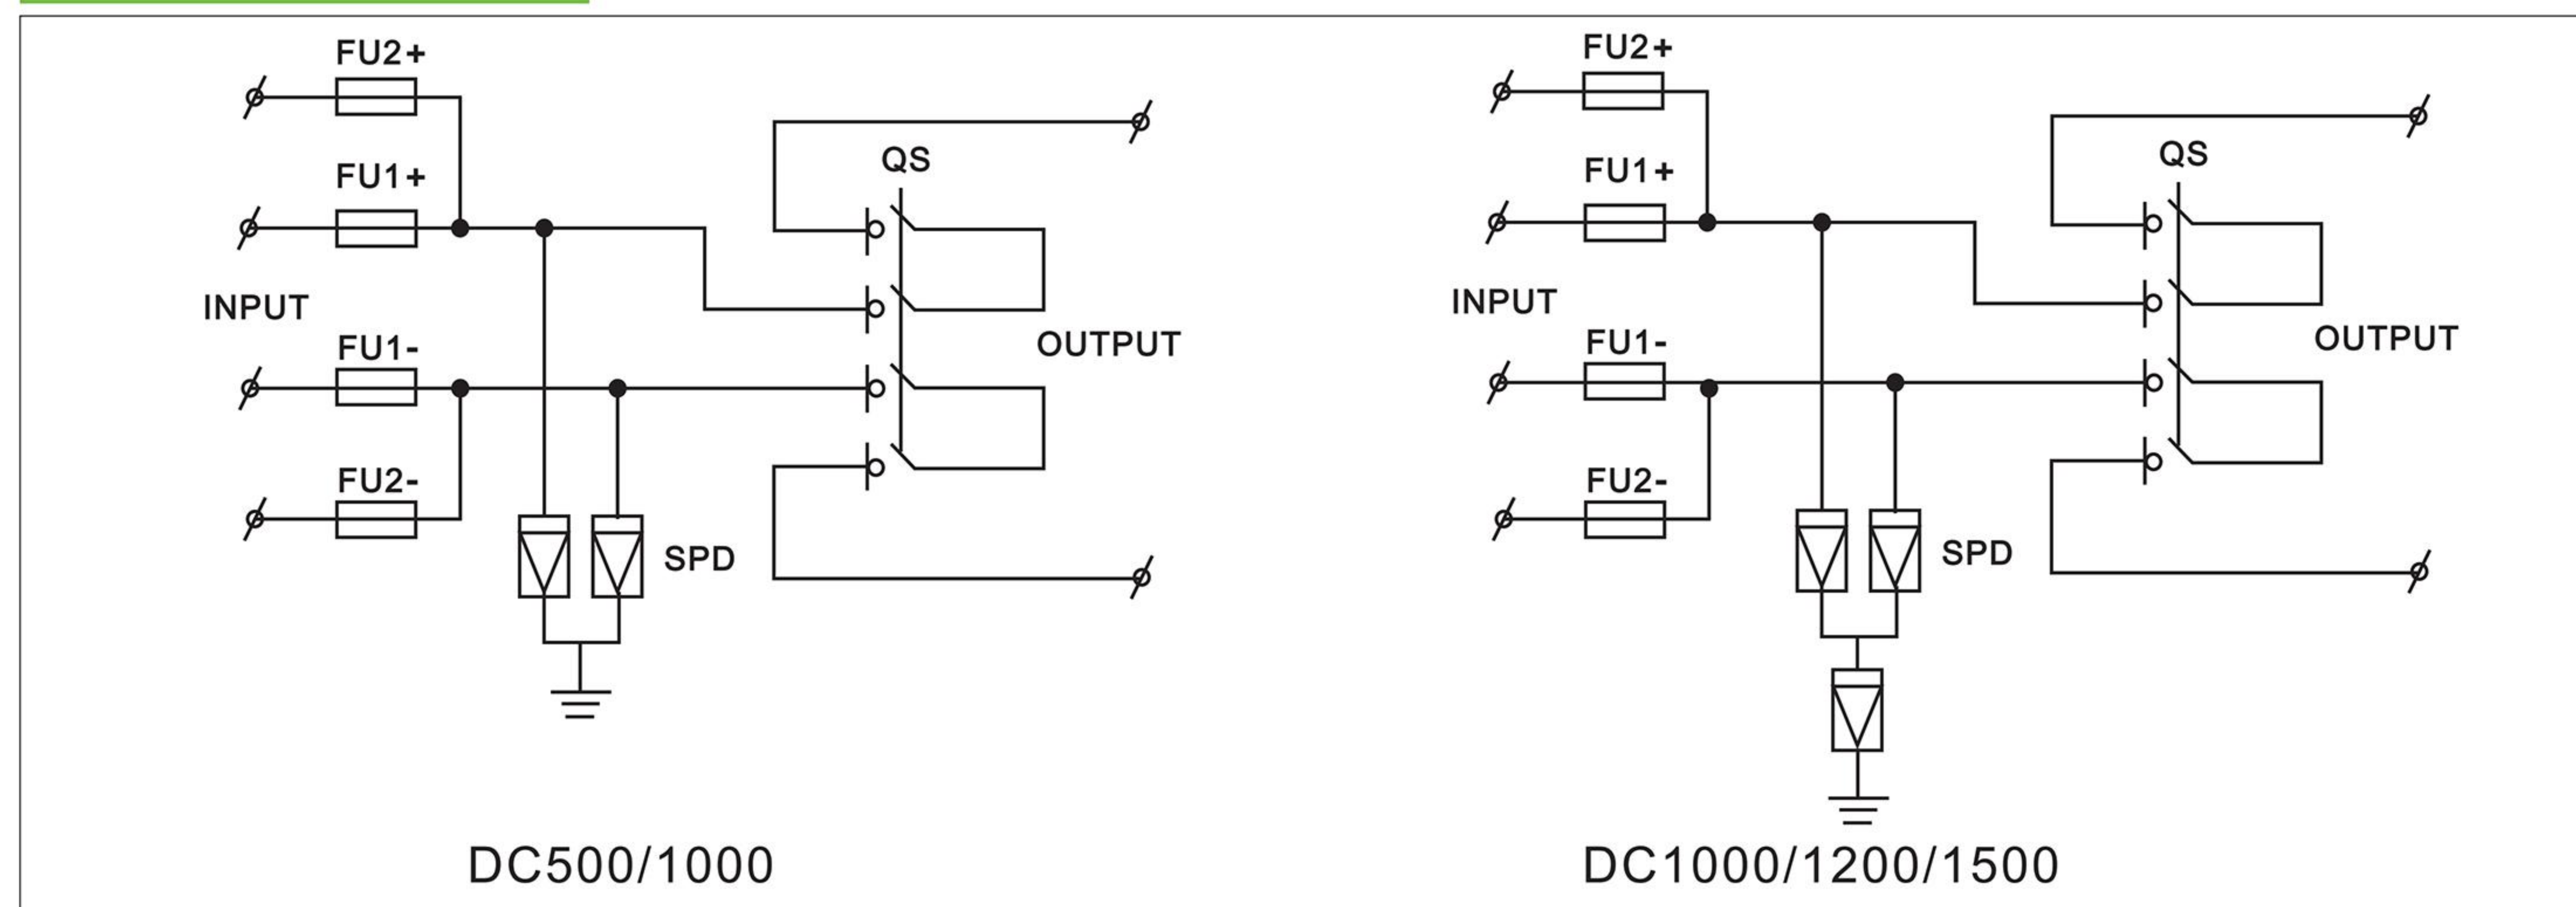 FU2+
FU1+
QS
INPUT
FU1-
OUTPUT
FU2-
SPD
DC500/1000
FU2+
FU1+
QS
INPUT
FU1-
OUTPUT
FU2-
SPD
DC1000/1200/1500